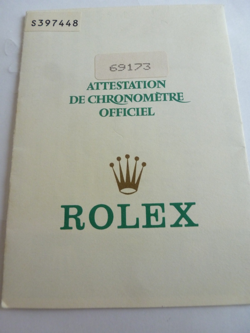 S397448
69173
ATTESTATION
DE CHRONOMÈTRE
OFFICIEL
ROLEX